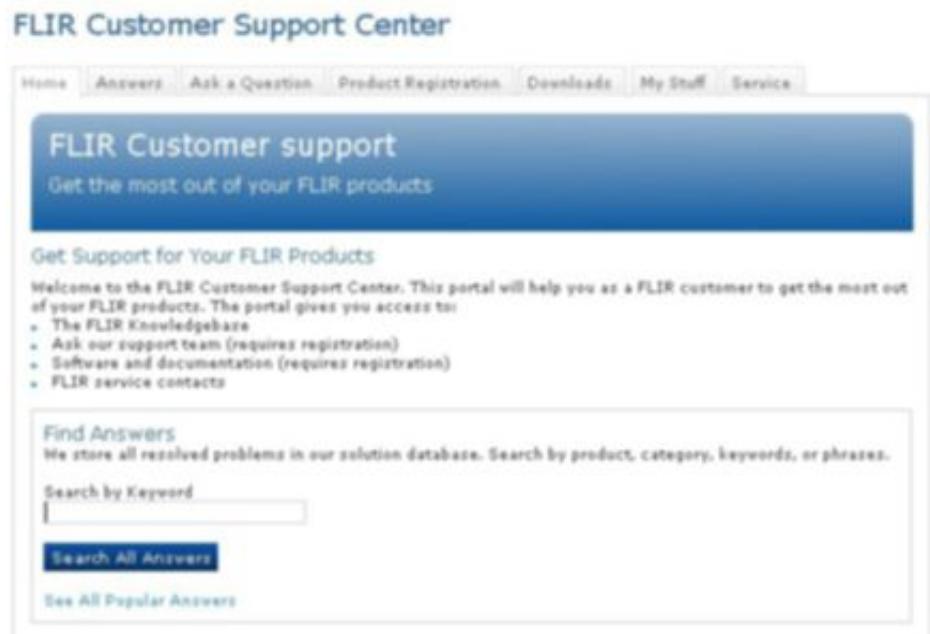 FLIR Customer Support Center
Home Answers Ask a Question Product Registration Downloads My Stuff Service
FLIR Customer support
Get the most out of your FLIR products
Get Support for Your FLIR Products
Welcome to the FLIR Customer Support Center. This portal will help you as a FLIR customer to get the most out
of your FLIR products. The portal gives you access to:
The FLIR Knowledgebase
Ask our support team (requires registration)
Software and documentation (requires registration)
FLIR service contacts
Find Answers
We store all resolved problems in our solution database. Search by product, category, keywords, or phrases.
Search by Keyword
Search All Answers
See All Popular Answers